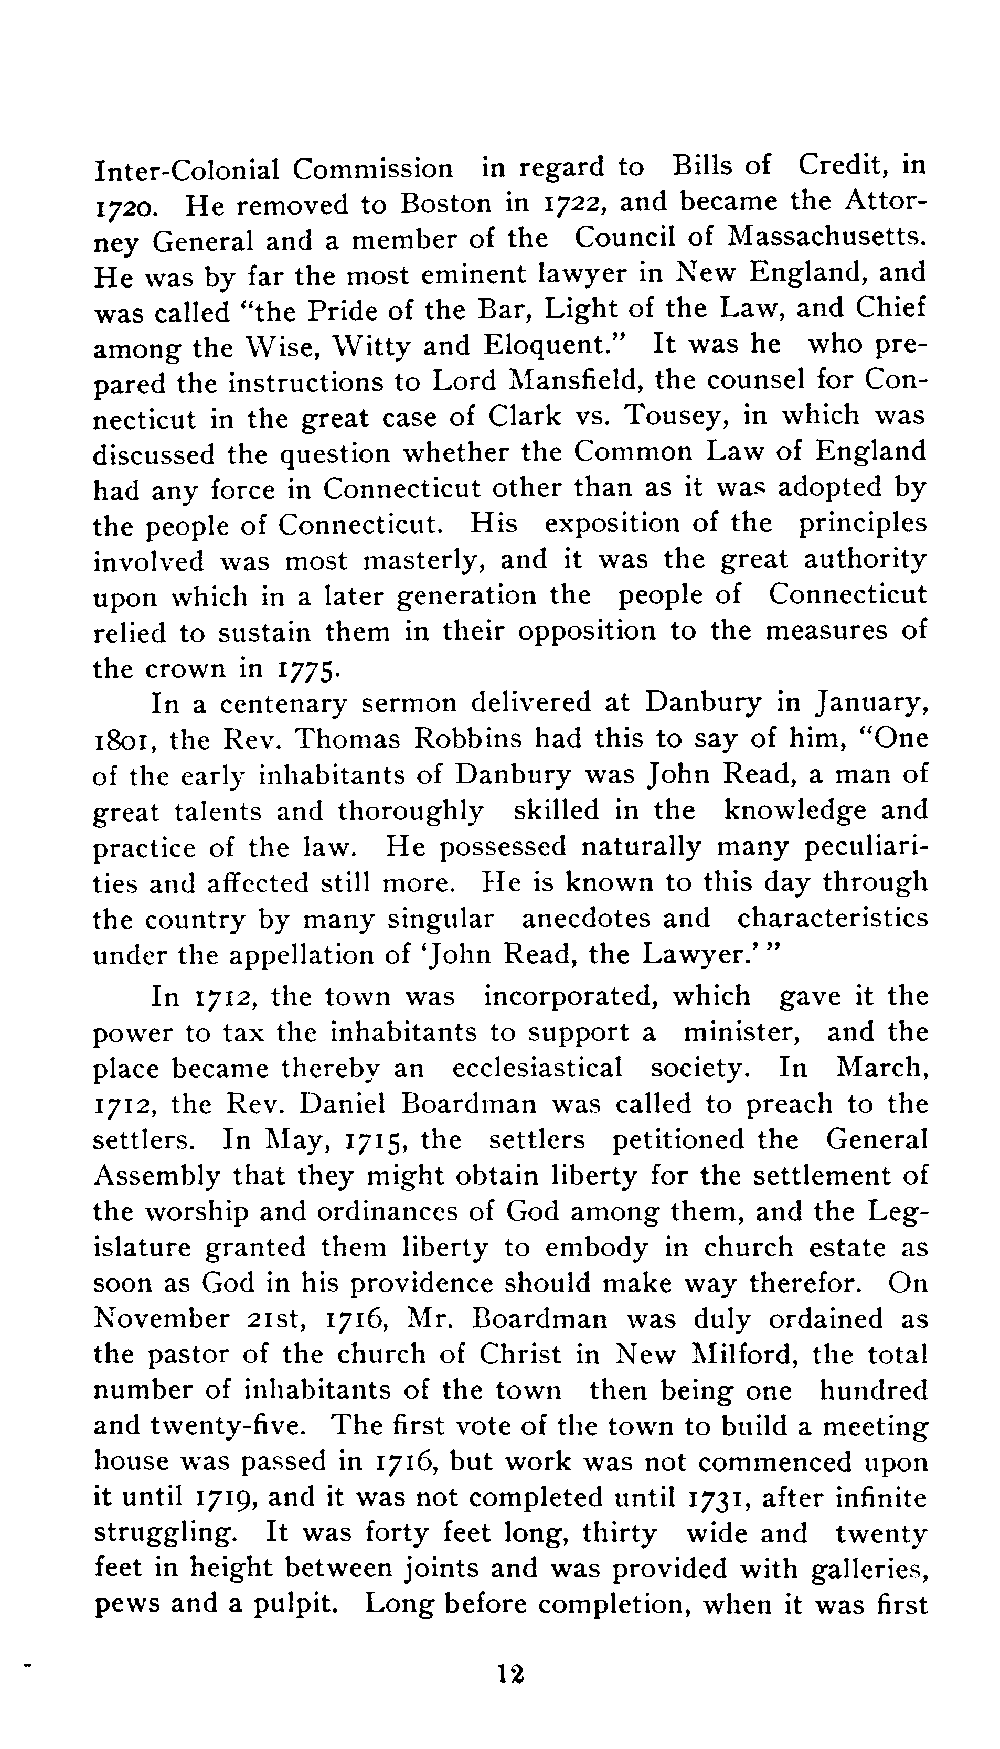 Inter-Colonial Commission in regard to Bills of Credit, in
1720. He removed to Boston in 1722, and became the Attor-
ney General and a member of the Council of Massachusetts.
He was by far the most eminent lawyer in New England, and
was called “the Pride of the Bar, Light of the Law, and Chief
among the Wise, Witty and Eloquent.” It was he who pre-
pared the instructions to Lord Mansfield, the counsel for Con-
necticut in the great case of Clark vs. Tousey, in which was
discussed the question whether the Common Law of England
had any force in Connecticut other than as it was adopted by
the people of Connecticut. His exposition of the principles
involved was most masterly, and it was the great authority
upon which in a later generation the people of Connecticut
relied to sustain them in their opposition to the measures of
the crown in 1775.
In a centenary sermon delivered at Danbury in January,
1801, the Rev. Thomas Robbins had this to say of him, “One
of the early inhabitants of Danbury was John Read, a man of
great talents and thoroughly skilled in the knowledge and
practice of the law. He possessed naturally many peculiari-
ties and affected still more. He is known to this day through
the country by many singular anecdotes and characteristics
under the appellation of ‘John Read, the Lawyer.’ ”
In 1712, the town was incorporated, which gave it the
power to tax the inhabitants to support a minister, and the
place became thereby an ecclesiastical society. In March,
1712, the Rev. Daniel Boardman was called to preach to the
settlers. In May, 1715, the settlers petitioned the General
Assembly that they might obtain liberty for the settlement of
the worship and ordinances of God among them, and the Leg-
islature granted them liberty to embody in church estate as
soon as God in his providence should make way therefor. On
November 21st, 1716, Mr. Boardman was duly ordained as
the pastor of the church of Christ in New Milford, the total
number of inhabitants of the town then being one hundred
and twenty-five. The first vote of the town to build a meeting
house was passed in 1716, but work was not commenced upon
it until 1719, and it was not completed until 1731, after infinite
struggling. It was forty feet long, thirty wide and twenty
feet in height between joints and was provided with galleries,
pews and a pulpit. Long before completion, when it was first
12